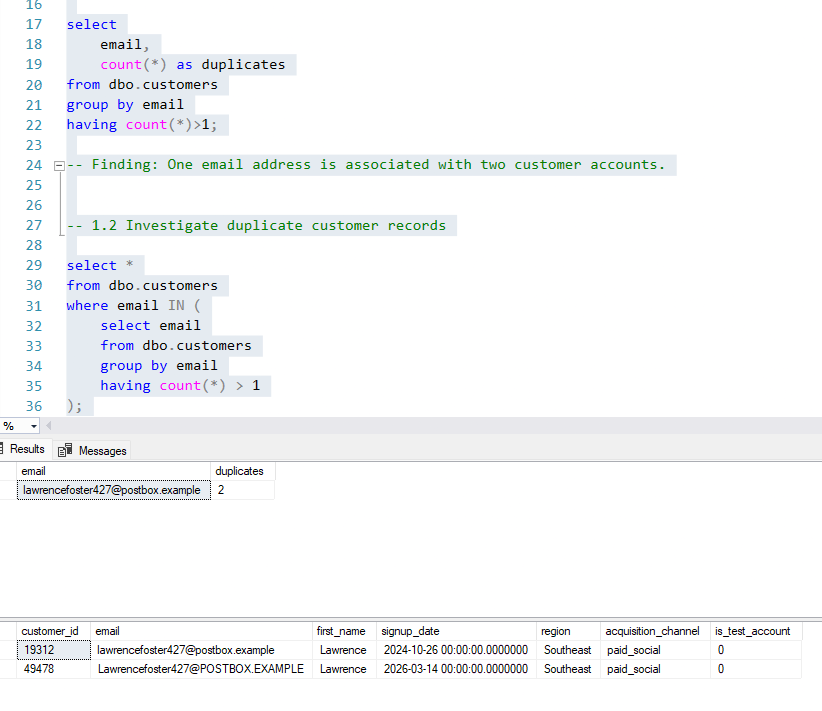 16
17 select
18 email,
19 count(*) as duplicates
20 from dbo.customers
21 group by email
22 having count(*)>1;
23
24 -- Finding: One email address is associated with two customer accounts.
25
26
27 -- 1.2 Investigate duplicate customer records
28
29 select *
30 from dbo.customers
31 where email IN (
32 select email
33 from dbo.customers
34 group by email
35 having count(*) > 1
36 );
%
Results Messages
email duplicates
lawrencefoster427@postbox.example 2
customer_id email first_name signup_date region acquisition_channel is_test_account
19312 lawrencefoster427@postbox.example Lawrence 2024-10-26 00:00:00.0000000 Southeast paid_social 0
49478 Lawrencefoster427@POSTBOX.EXAMPLE Lawrence 2026-03-14 00:00:00.0000000 Southeast paid_social 0